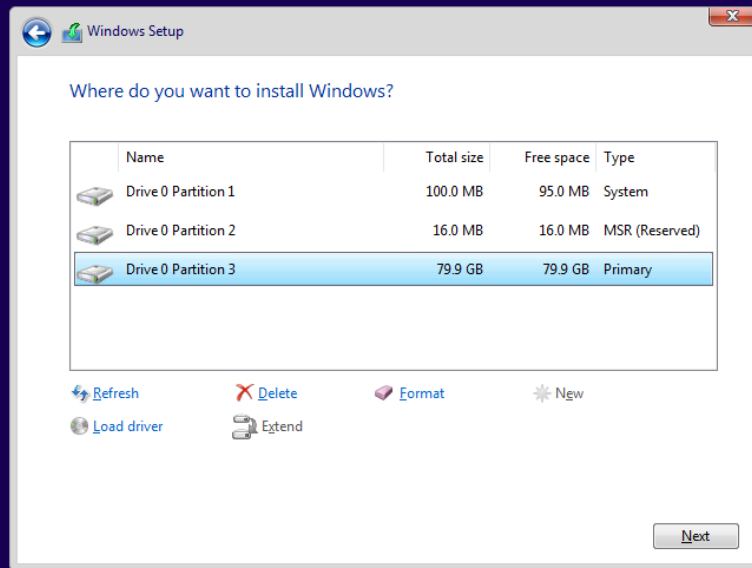 Windows Setup
Where do you want to install Windows?
Name Total size Free space Type
Drive 0 Partition 1 100.0 MB 95.0 MB System
Drive 0 Partition 2 16.0 MB 16.0 MB MSR (Reserved)
Drive 0 Partition 3 79.9 GB 79.9 GB Primary
Refresh Delete Format New
Load driver Extend
Next